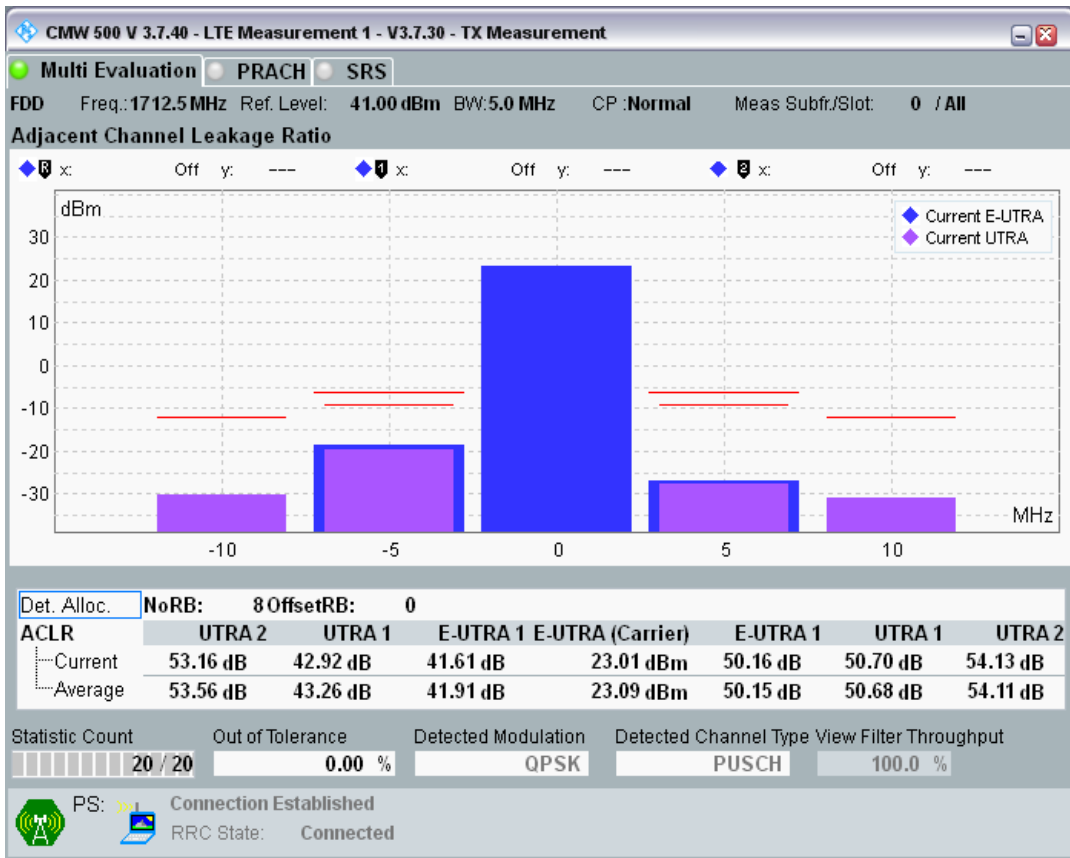 CMW 500 V 3.7.40 - LTE Measurement 1 - V3.7.30 - TX Measurement
Multi Evaluation PRACH SRS
FDD Freq.:1712.5 MHz Ref. Level: 41.00 dBm BW:5.0 MHz CP :Normal Meas Subfr./Slot: 0 / All
Adjacent Channel Leakage Ratio
R x: Off y: --- 1 x: Off y: --- 2 x: Off y: ---
dBm
Current E-UTRA
Current UTRA
30
20
10
0
-10
-20
-30
MHz
-10 -5 0 5 10
Det. Alloc. NoRB: 8 OffsetRB: 0
ACLR UTRA 2 UTRA 1 E-UTRA 1 E-UTRA (Carrier) E-UTRA 1 UTRA 1 UTRA 2
Current 53.16 dB 42.92 dB 41.61 dB 23.01 dBm 50.16 dB 50.70 dB 54.13 dB
Average 53.56 dB 43.26 dB 41.91 dB 23.09 dBm 50.15 dB 50.68 dB 54.11 dB
Statistic Count Out of Tolerance Detected Modulation Detected Channel Type View Filter Throughput
20 / 20 0.00 % QPSK PUSCH 100.0 %
PS: Connection Established
RRC State: Connected